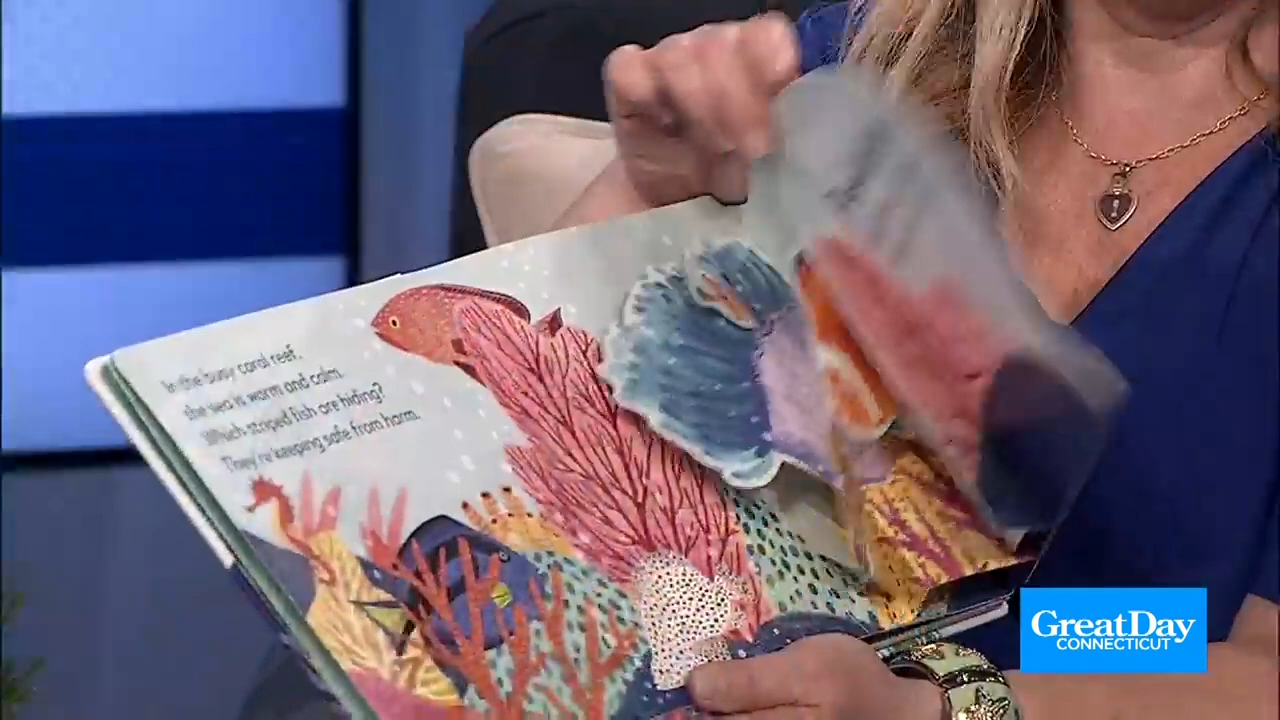 In the busy coral reef,
the sea is warm and calm.
Which striped fish are hiding?
They're keeping safe from harm.
GreatDay
CONNECTICUT